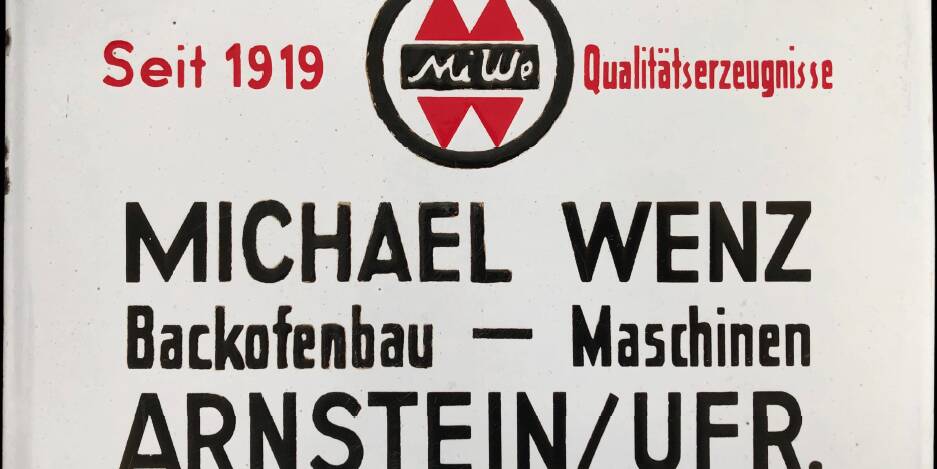 Seit 1919 MiWe Qualitätserzeugnisse
MICHAEL WENZ
Backofenbau — Maschinen
ARNSTEIN/UFR.